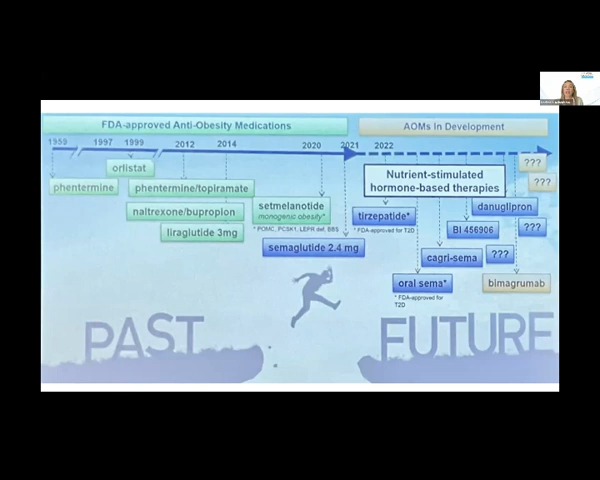 FDA-approved Anti-Obesity Medications
AOMs In Development
1959
1997
1999
2012
2014
2020
2021
2022
orlistat
phentermine
phentermine/topiramate
naltrexone/bupropion
liraglutide 3mg
setmelanotide
monogenic obesity*
* POMC, PCSK1, LEPR def, BBS
semaglutide 2.4 mg
Nutrient-stimulated
hormone-based therapies
tirzepatide*
* FDA-approved for T2D
danuglipron
BI 456906
cagri-sema
oral sema*
* FDA-approved for
T2D
bimagrumab
???
???
???
???
PAST
FUTURE